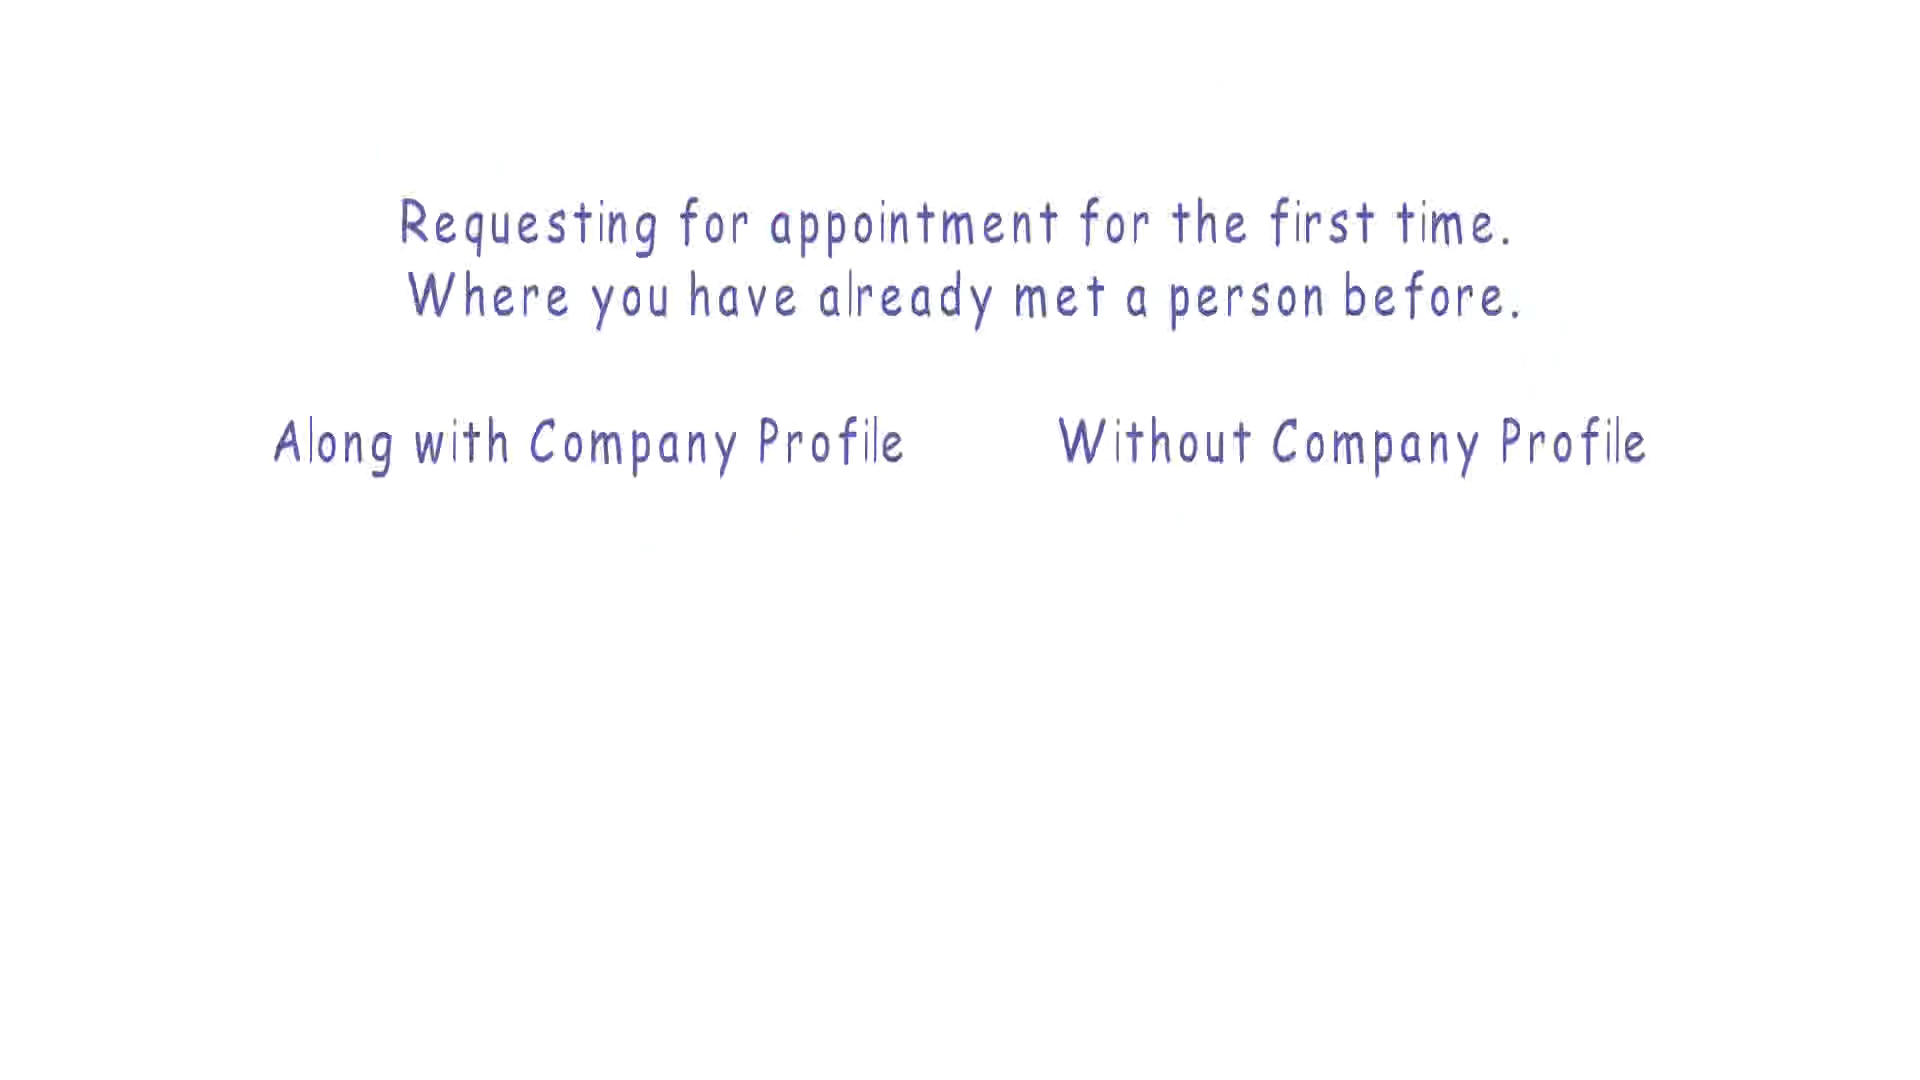 Requesting for appointment for the first time.
Where you have already met a person before.
Along with Company Profile Without Company Profile